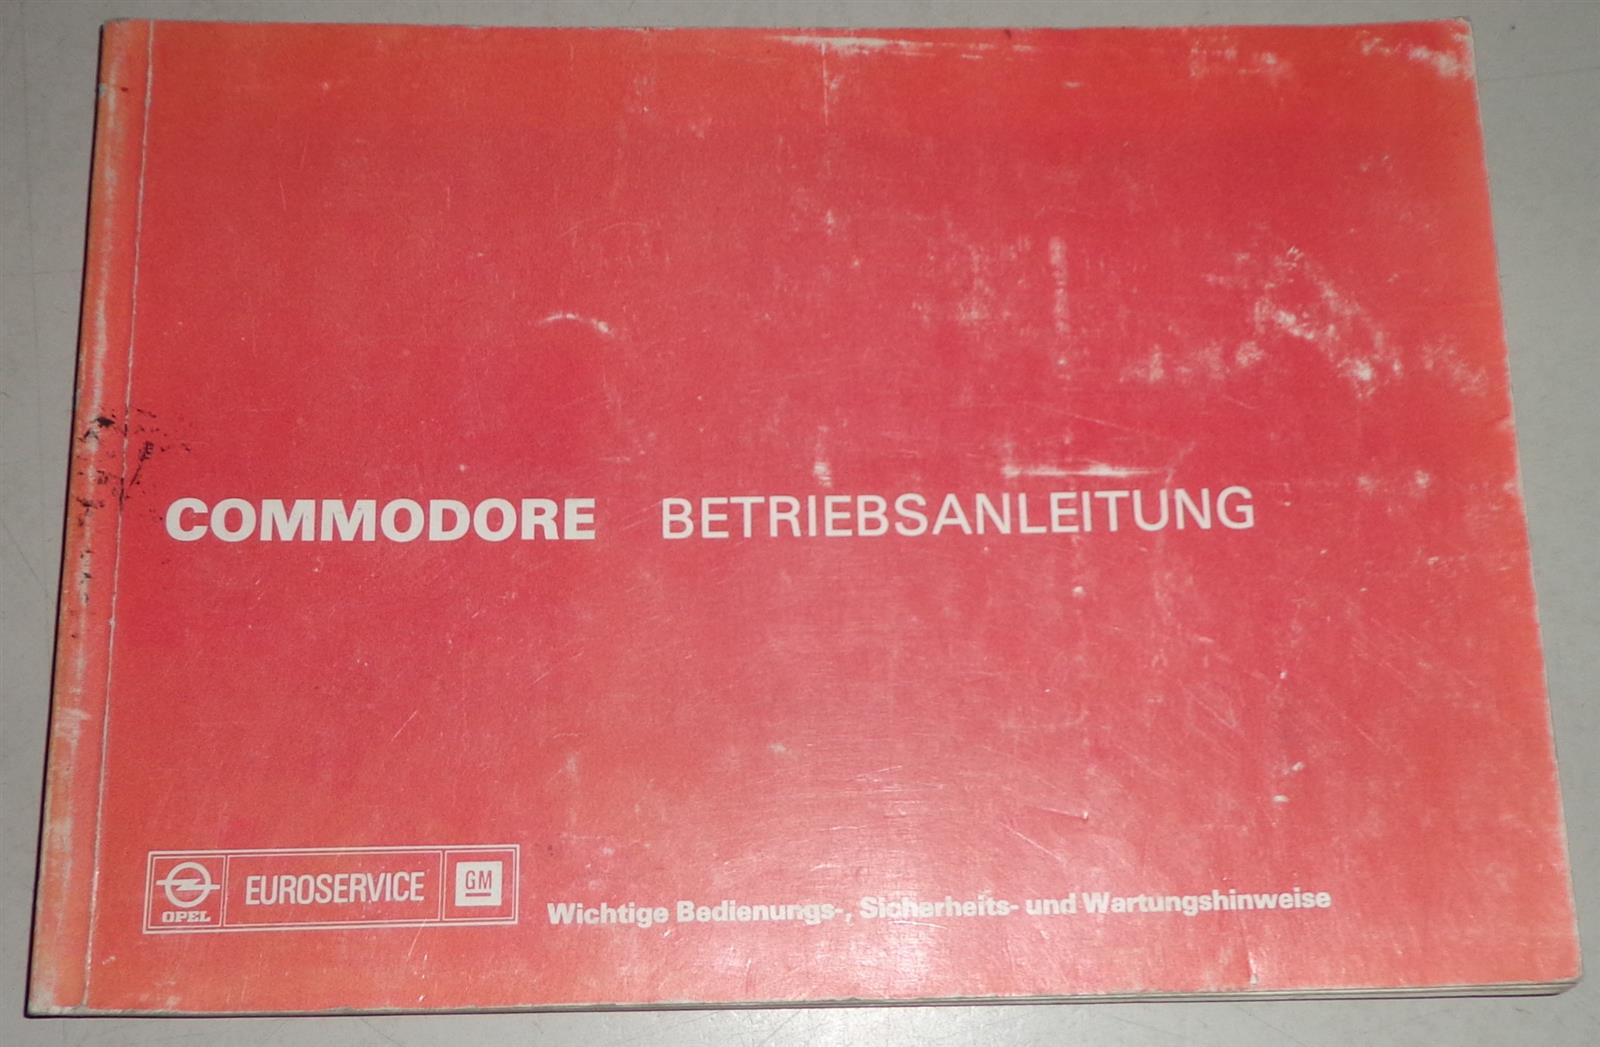 COMMODORE BETRIEBSANLEITUNG
OPEL EUROSERVICE GM
Wichtige Bedienungs-, Sicherheits- und Wartungshinweise